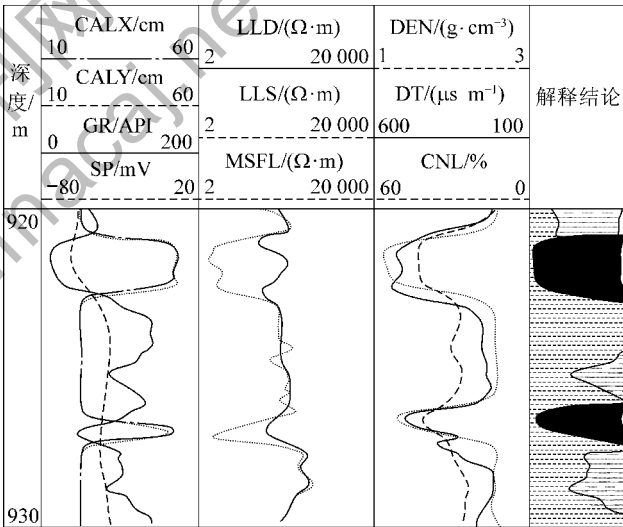 深度/m
CALX/cm
10 60
CALY/cm
10 60
GR/API
0 200
SP/mV
−80 20
LLD/(Ω·m)
2 20 000
LLS/(Ω·m)
2 20 000
MSFL/(Ω·m)
2 20 000
DEN/(g·cm⁻³)
1 3
DT/(μs m⁻¹)
600 100
CNL/%
60 0
解释结论
920
930